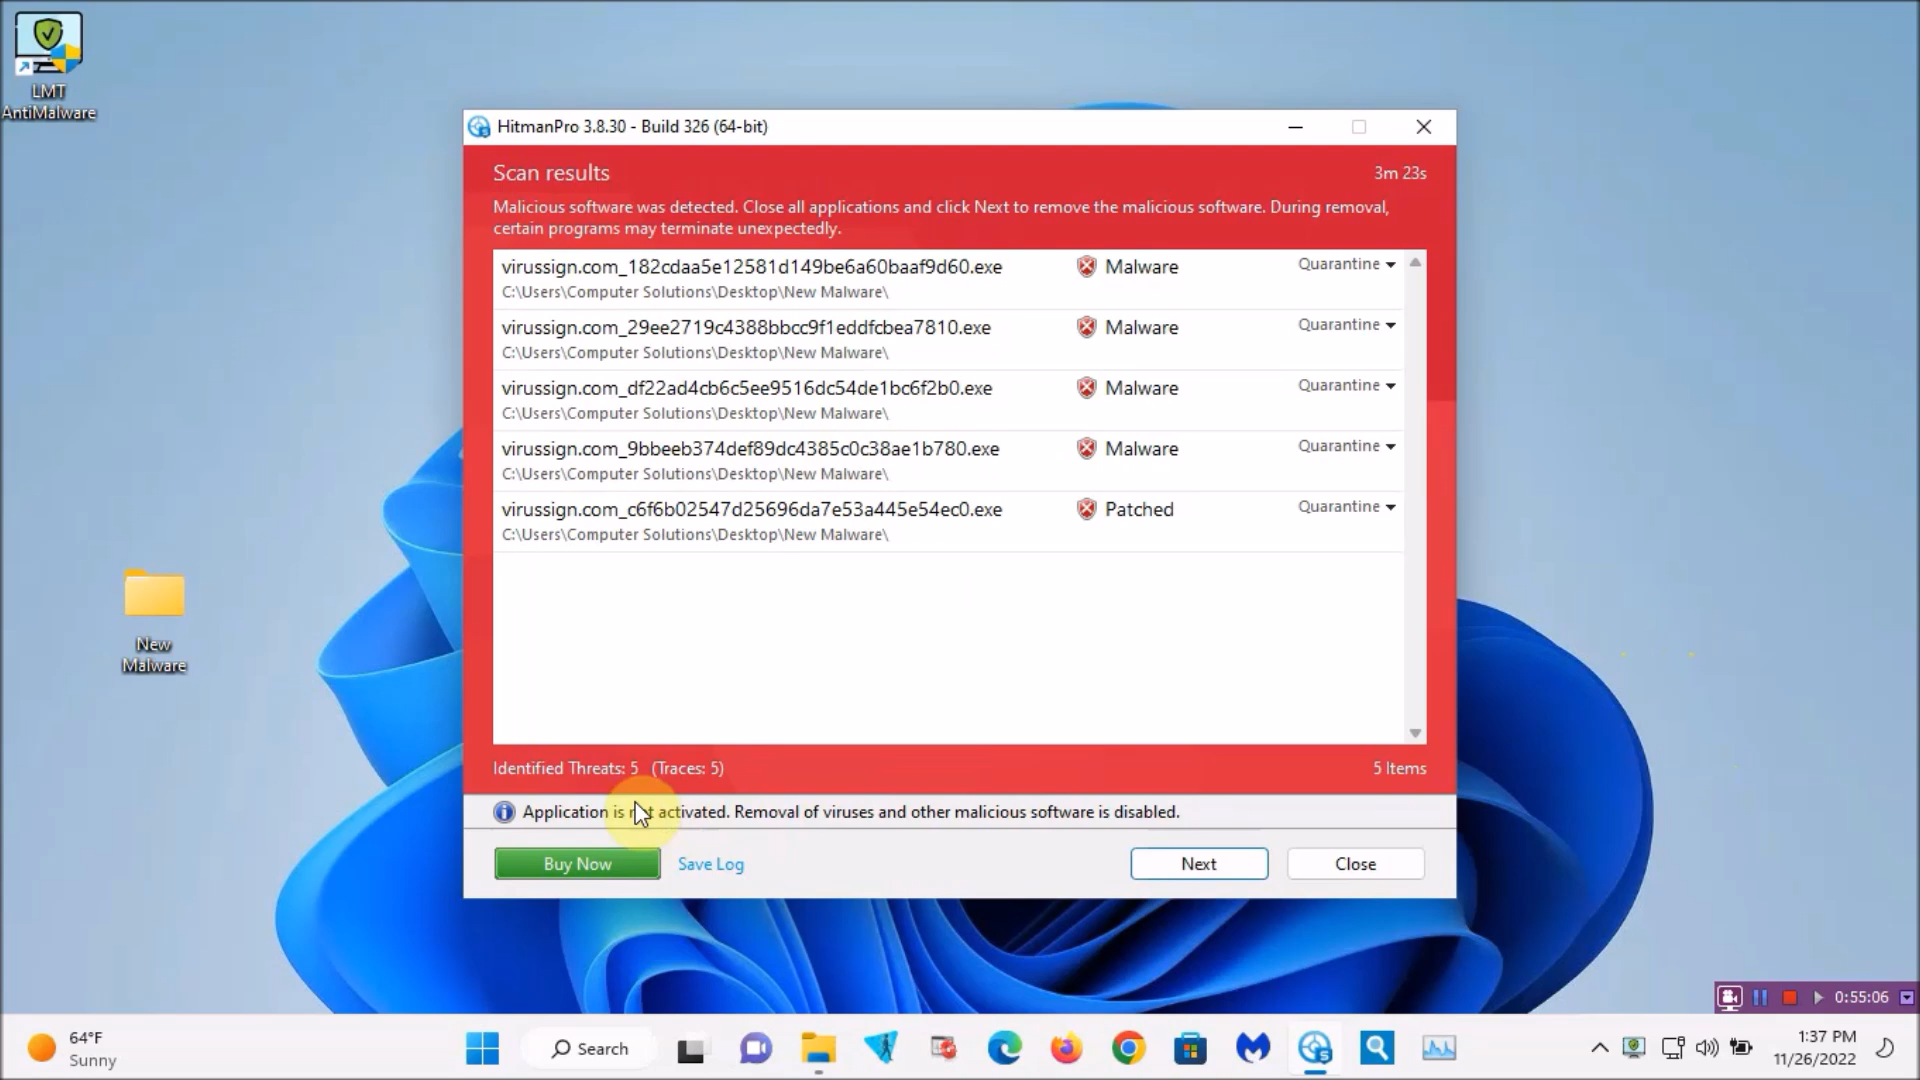 LMT
AntiMalware
HitmanPro 3.8.30 - Build 326 (64-bit)
Scan results
3m 23s
Malicious software was detected. Close all applications and click Next to remove the malicious software. During removal,
certain programs may terminate unexpectedly.
virussign.com_182cdaa5e12581d149be6a60baaf9d60.exe Malware Quarantine
C:\Users\Computer Solutions\Desktop\New Malware\
virussign.com_29ee2719c4388bbcc9f1eddfcbea7810.exe Malware Quarantine
C:\Users\Computer Solutions\Desktop\New Malware\
virussign.com_df22ad4cb6c5ee9516dc54de1bc6f2b0.exe Malware Quarantine
C:\Users\Computer Solutions\Desktop\New Malware\
virussign.com_9bbeeb374def89dc4385c0c38ae1b780.exe Malware Quarantine
C:\Users\Computer Solutions\Desktop\New Malware\
virussign.com_c6f6b02547d25696da7e53a445e54ec0.exe Patched Quarantine
C:\Users\Computer Solutions\Desktop\New Malware\
New
Malware
Identified Threats: 5 (Traces: 5)
5 Items
Application is not activated. Removal of viruses and other malicious software is disabled.
Buy Now Save Log Next Close
0:55:06
64°F
Sunny
Search
1:37 PM
11/26/2022